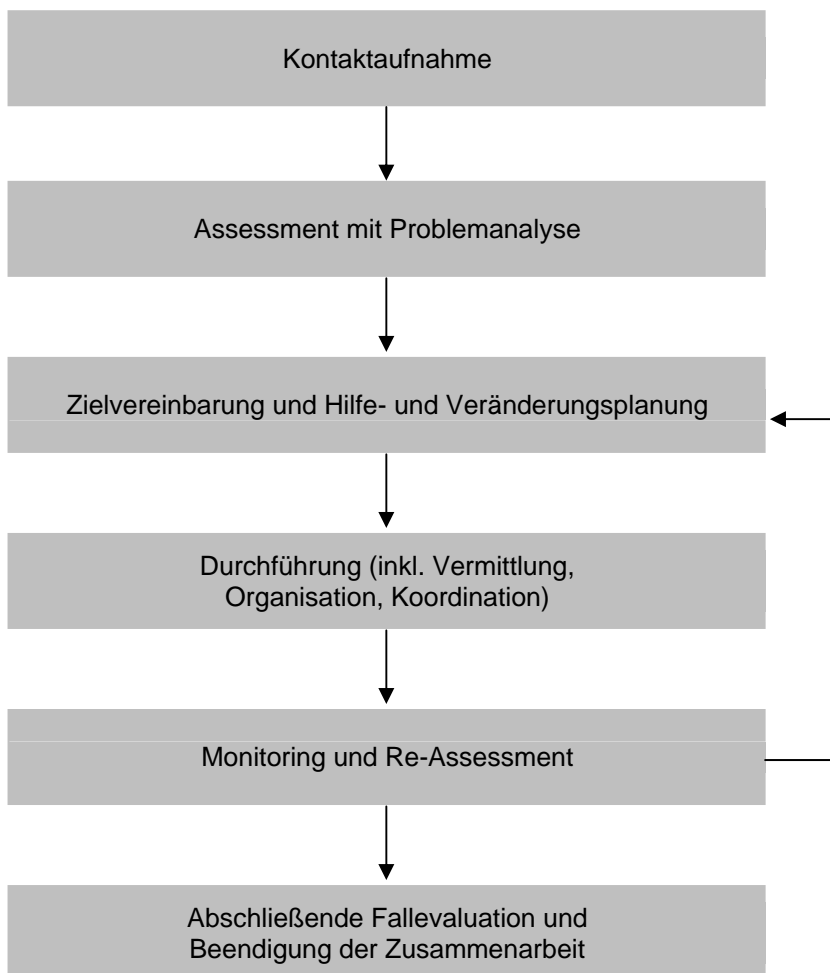 Kontaktaufnahme
Assessment mit Problemanalyse
Zielvereinbarung und Hilfe- und Veränderungsplanung
Durchführung (inkl. Vermittlung,
Organisation, Koordination)
Monitoring und Re-Assessment
Abschließende Fallevaluation und
Beendigung der Zusammenarbeit